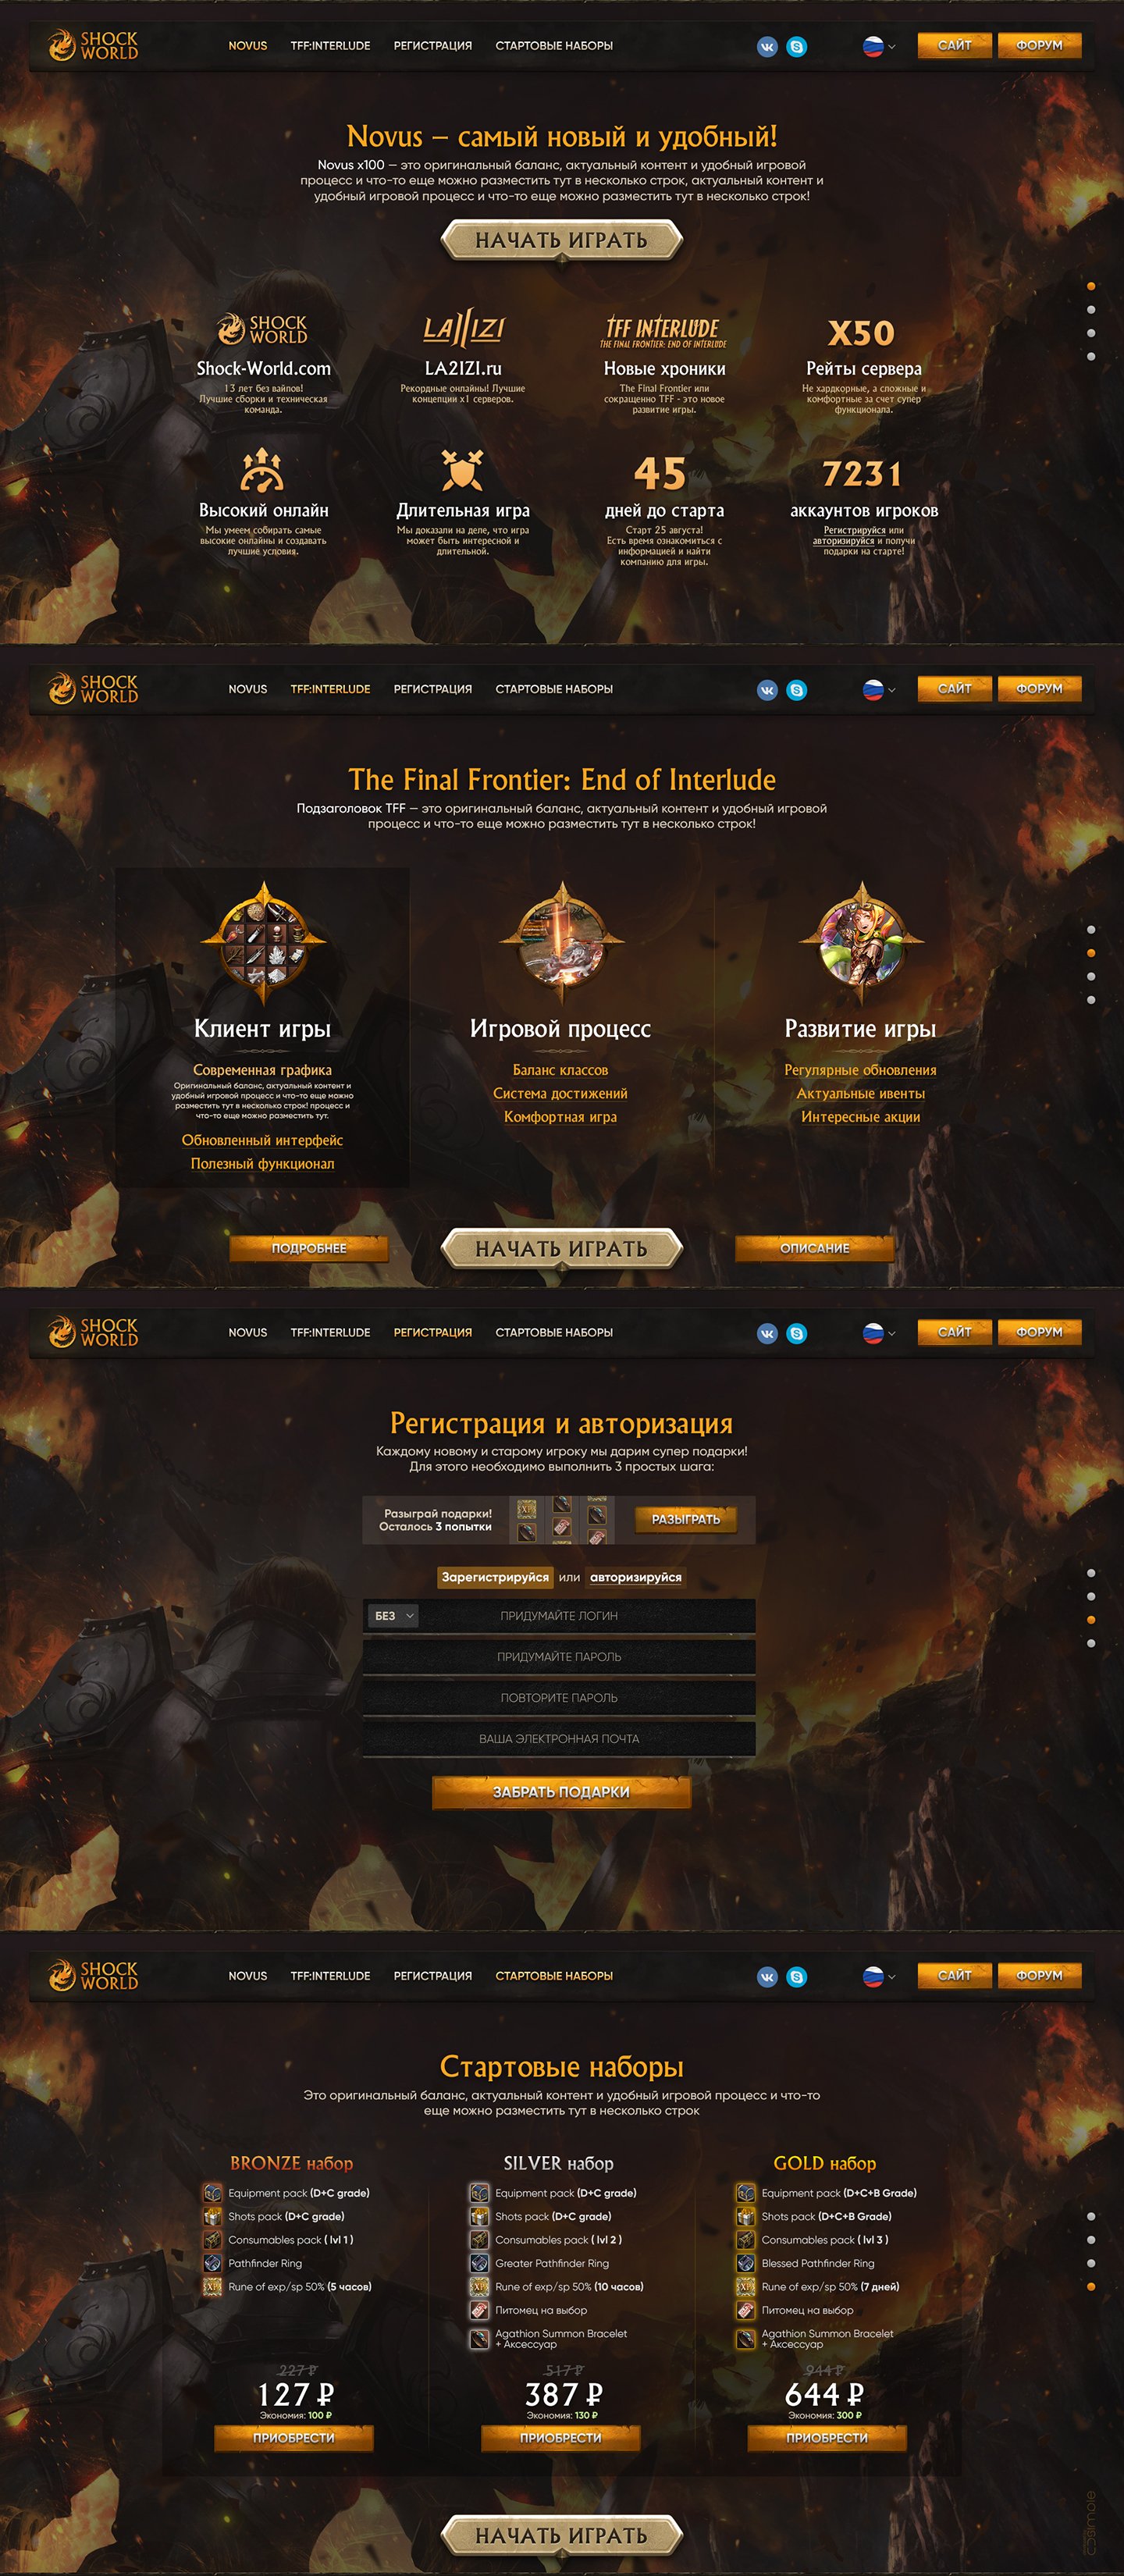 SHOCK WORLD
NOVUS TFF:INTERLUDE РЕГИСТРАЦИЯ СТАРТОВЫЕ НАБОРЫ САЙТ ФОРУМ
Novus – самый новый и удобный!
Novus x100 – это оригинальный баланс, актуальный контент и удобный игровой
процесс и что-то еще можно разместить тут в несколько строк, актуальный контент и
удобный игровой процесс и что-то еще можно разместить тут в несколько строк!
НАЧАТЬ ИГРАТЬ
SHOCK WORLD
Shock-World.com
13 лет без вайпов!
Лучшие сборки и техническая
команда.
LA2IZI
LA2IZI.ru
Рекордные онлайны! Лучшие
концепции x1 серверов.
TFF INTERLUDE
THE FINAL FRONTIER: END OF INTERLUDE
Новые хроники
The Final Frontier или
сокращенно TFF - это новое
развитие игры.
X50
Рейты сервера
Не хардкорные, а сложные и
комфортные за счет супер
функционала.
Высокий онлайн
Мы умеем собирать самые
высокие онлайны и создавать
лучшие условия.
Длительная игра
Мы доказали на деле, что игра
может быть интересной и
длительной.
45
дней до старта
Старт 25 августа!
Есть время ознакомиться с
информацией и найти
компанию для игры.
7231
аккаунтов игроков
Регистрируйся или
авторизируйся и получи
подарки на старте!
SHOCK WORLD
NOVUS TFF:INTERLUDE РЕГИСТРАЦИЯ СТАРТОВЫЕ НАБОРЫ САЙТ ФОРУМ
The Final Frontier: End of Interlude
Подзаголовок TFF – это оригинальный баланс, актуальный контент и удобный игровой
процесс и что-то еще можно разместить тут в несколько строк!
Клиент игры
Современная графика
Оригинальный баланс, актуальный контент и
удобный игровой процесс и что-то еще можно
разместить тут в несколько строк! процесс и
что-то еще можно разместить тут.
Обновленный интерфейс
Полезный функционал
Игровой процесс
Баланс классов
Система достижений
Комфортная игра
Развитие игры
Регулярные обновления
Актуальные ивенты
Интересные акции
ПОДРОБНЕЕ
НАЧАТЬ ИГРАТЬ
ОПИСАНИЕ
SHOCK WORLD
NOVUS TFF:INTERLUDE РЕГИСТРАЦИЯ СТАРТОВЫЕ НАБОРЫ САЙТ ФОРУМ
Регистрация и авторизация
Каждому новому и старому игроку мы дарим супер подарки!
Для этого необходимо выполнить 3 простых шага:
Разыграй подарки!
Осталось 3 попытки
РАЗЫГРАТЬ
Зарегистрируйся или авторизируйся
БЕЗ ПРИДУМАЙТЕ ЛОГИН
ПРИДУМАЙТЕ ПАРОЛЬ
ПОВТОРИТЕ ПАРОЛЬ
ВАША ЭЛЕКТРОННАЯ ПОЧТА
ЗАБРАТЬ ПОДАРКИ
SHOCK WORLD
NOVUS TFF:INTERLUDE РЕГИСТРАЦИЯ СТАРТОВЫЕ НАБОРЫ САЙТ ФОРУМ
Стартовые наборы
Это оригинальный баланс, актуальный контент и удобный игровой процесс и что-то
еще можно разместить тут в несколько строк
BRONZE набор
Equipment pack (D+C grade)
Shots pack (D+C grade)
Consumables pack ( lvl 1 )
Pathfinder Ring
Rune of exp/sp 50% (5 часов)
227 ₽
127 ₽
Экономия: 100 ₽
ПРИОБРЕСТИ
SILVER набор
Equipment pack (D+C grade)
Shots pack (D+C grade)
Consumables pack ( lvl 2 )
Greater Pathfinder Ring
Rune of exp/sp 50% (10 часов)
Питомец на выбор
Agathion Summon Bracelet
+ Аксессуар
517 ₽
387 ₽
Экономия: 130 ₽
ПРИОБРЕСТИ
GOLD набор
Equipment pack (D+C+B Grade)
Shots pack (D+C+B Grade)
Consumables pack ( lvl 3 )
Blessed Pathfinder Ring
Rune of exp/sp 50% (7 дней)
Питомец на выбор
Agathion Summon Bracelet
+ Аксессуар
944 ₽
644 ₽
Экономия: 300 ₽
ПРИОБРЕСТИ
НАЧАТЬ ИГРАТЬ